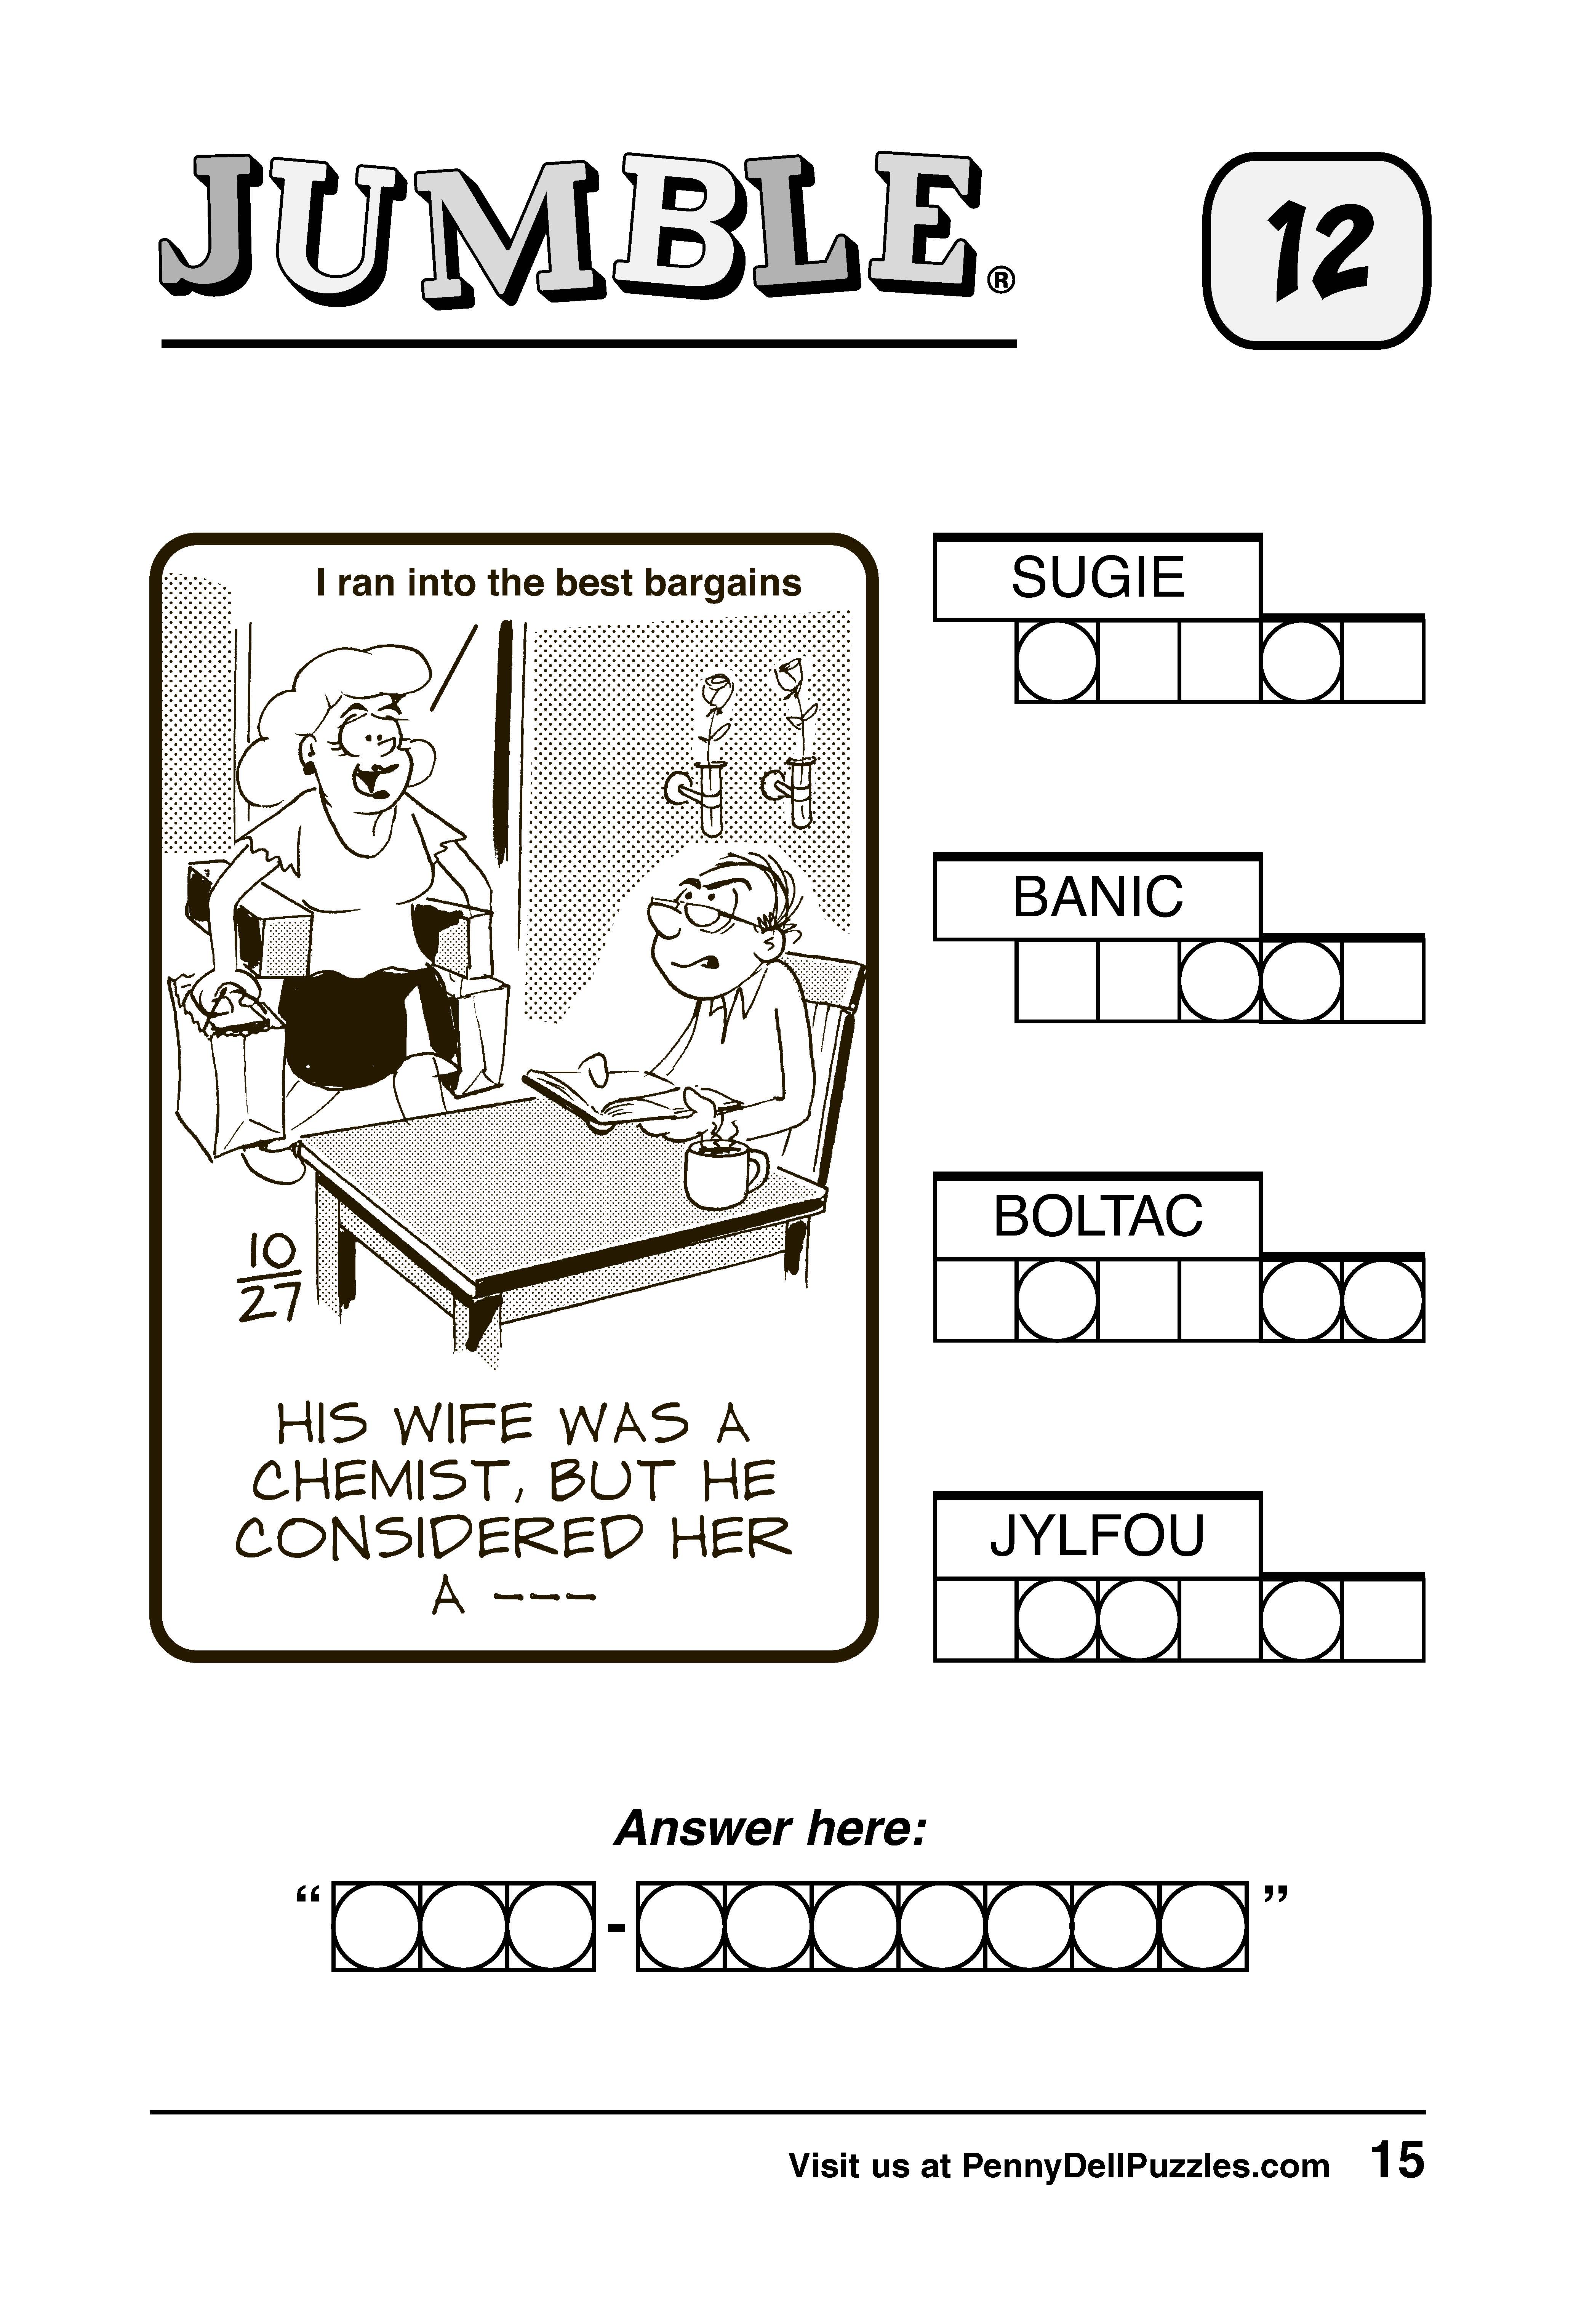 JUMBLE®
12
I ran into the best bargains
10
27
HIS WIFE WAS A
CHEMIST, BUT HE
CONSIDERED HER
A ---
SUGIE
BANIC
BOLTAC
JYLFOU
Answer here:
“ - ”
Visit us at PennyDellPuzzles.com 15